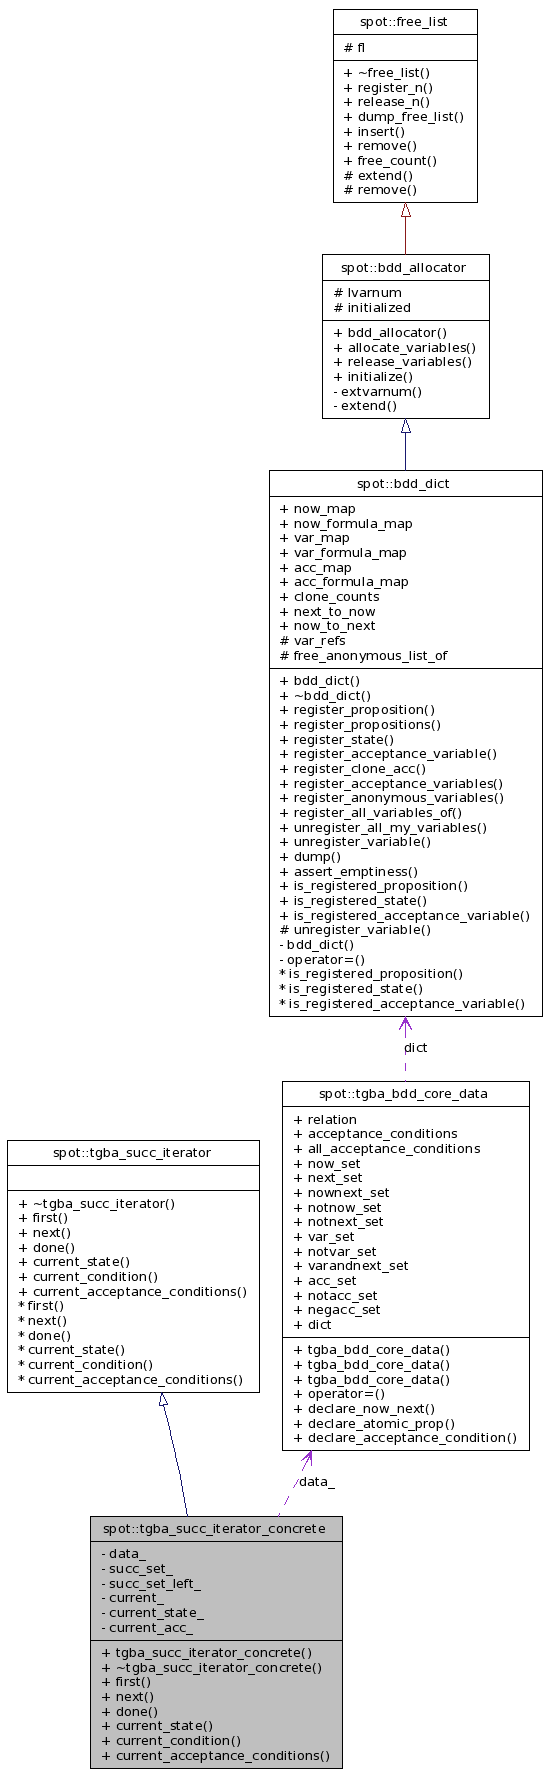 spot::free_list
# fl
+ ~free_list()
+ register_n()
+ release_n()
+ dump_free_list()
+ insert()
+ remove()
+ free_count()
# extend()
# remove()
spot::bdd_allocator
# lvarnum
# initialized
+ bdd_allocator()
+ allocate_variables()
+ release_variables()
+ initialize()
- extvarnum()
- extend()
spot::bdd_dict
+ now_map
+ now_formula_map
+ var_map
+ var_formula_map
+ acc_map
+ acc_formula_map
+ clone_counts
+ next_to_now
+ now_to_next
# var_refs
# free_anonymous_list_of
+ bdd_dict()
+ ~bdd_dict()
+ register_proposition()
+ register_propositions()
+ register_state()
+ register_acceptance_variable()
+ register_clone_acc()
+ register_acceptance_variables()
+ register_anonymous_variables()
+ register_all_variables_of()
+ unregister_all_my_variables()
+ unregister_variable()
+ dump()
+ assert_emptiness()
+ is_registered_proposition()
+ is_registered_state()
+ is_registered_acceptance_variable()
# unregister_variable()
- bdd_dict()
- operator=()
* is_registered_proposition()
* is_registered_state()
* is_registered_acceptance_variable()
dict
spot::tgba_bdd_core_data
+ relation
+ acceptance_conditions
+ all_acceptance_conditions
+ now_set
+ next_set
+ nownext_set
+ notnow_set
+ notnext_set
+ var_set
+ notvar_set
+ varandnext_set
+ acc_set
+ notacc_set
+ negacc_set
+ dict
+ tgba_bdd_core_data()
+ tgba_bdd_core_data()
+ tgba_bdd_core_data()
+ operator=()
+ declare_now_next()
+ declare_atomic_prop()
+ declare_acceptance_condition()
spot::tgba_succ_iterator
+ ~tgba_succ_iterator()
+ first()
+ next()
+ done()
+ current_state()
+ current_condition()
+ current_acceptance_conditions()
* first()
* next()
* done()
* current_state()
* current_condition()
* current_acceptance_conditions()
data_
spot::tgba_succ_iterator_concrete
- data_
- succ_set_
- succ_set_left_
- current_
- current_state_
- current_acc_
+ tgba_succ_iterator_concrete()
+ ~tgba_succ_iterator_concrete()
+ first()
+ next()
+ done()
+ current_state()
+ current_condition()
+ current_acceptance_conditions()